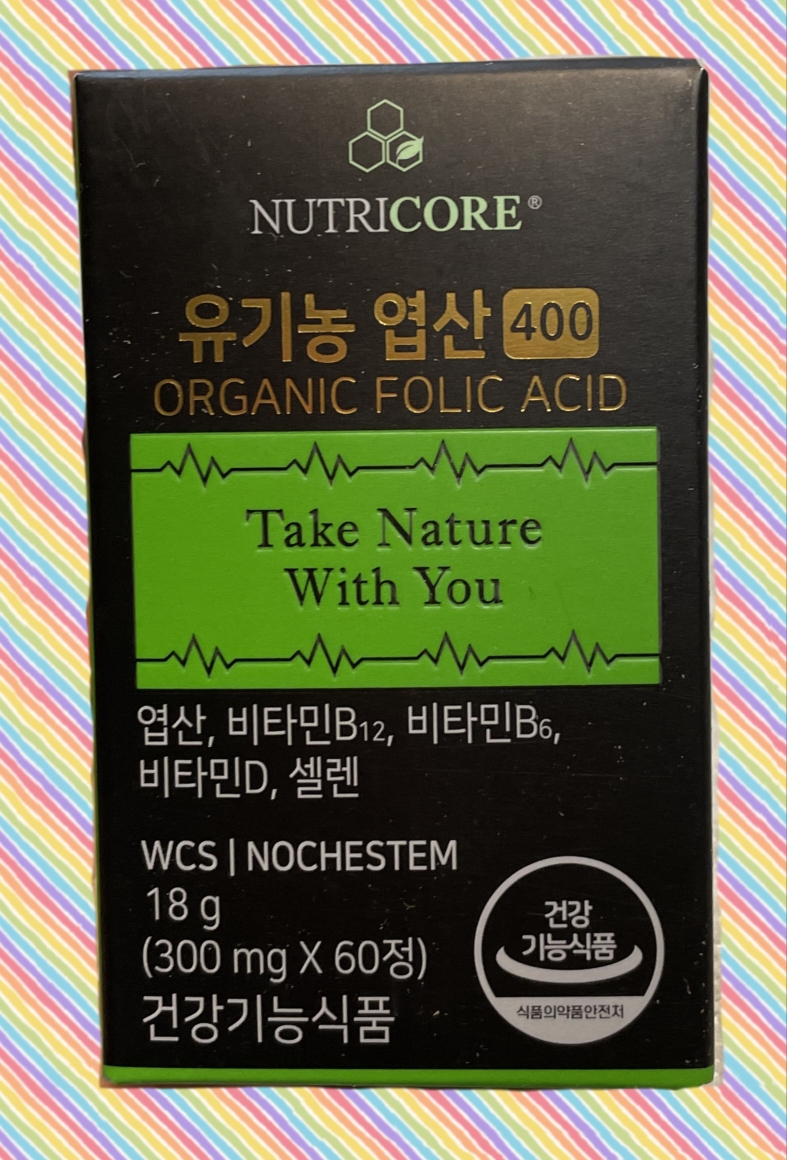 NUTRICORE®
유기농 엽산 400
ORGANIC FOLIC ACID
Take Nature
With You
엽산, 비타민B12, 비타민B6,
비타민D, 셀렌
WCS | NOCHESTEM
18 g
(300 mg X 60정)
건강기능식품
건강
기능식품
식품의약품안전처